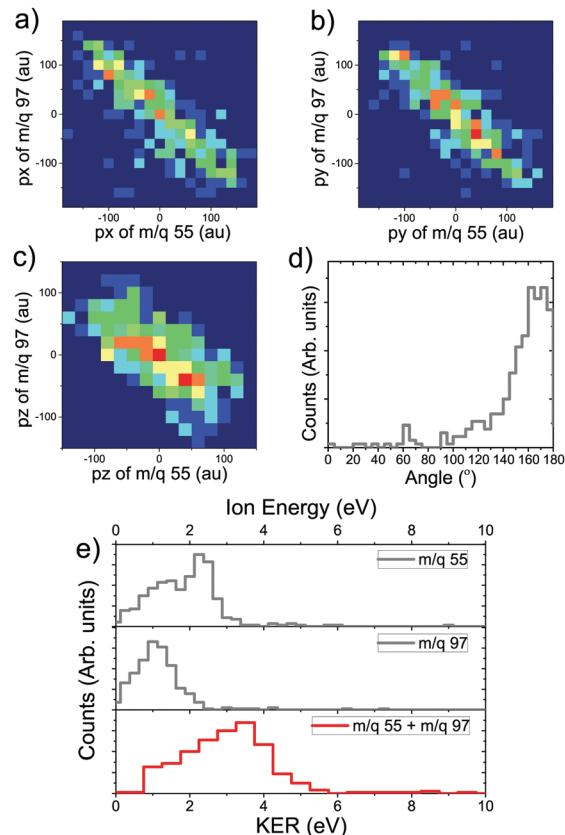 a)
b)
px of m/q 97 (au)
100
0
-100
-100
0
100
px of m/q 55 (au)
py of m/q 97 (au)
100
0
-100
-100
0
100
py of m/q 55 (au)
c)
d)
pz of m/q 97 (au)
100
0
-100
-100
0
100
pz of m/q 55 (au)
Counts (Arb. units)
0 20 40 60 80 100 120 140 160 180
Angle (°)
Ion Energy (eV)
0 2 4 6 8 10
e)
m/q 55
m/q 97
m/q 55 + m/q 97
Counts (Arb. units)
0 2 4 6 8 10
KER (eV)